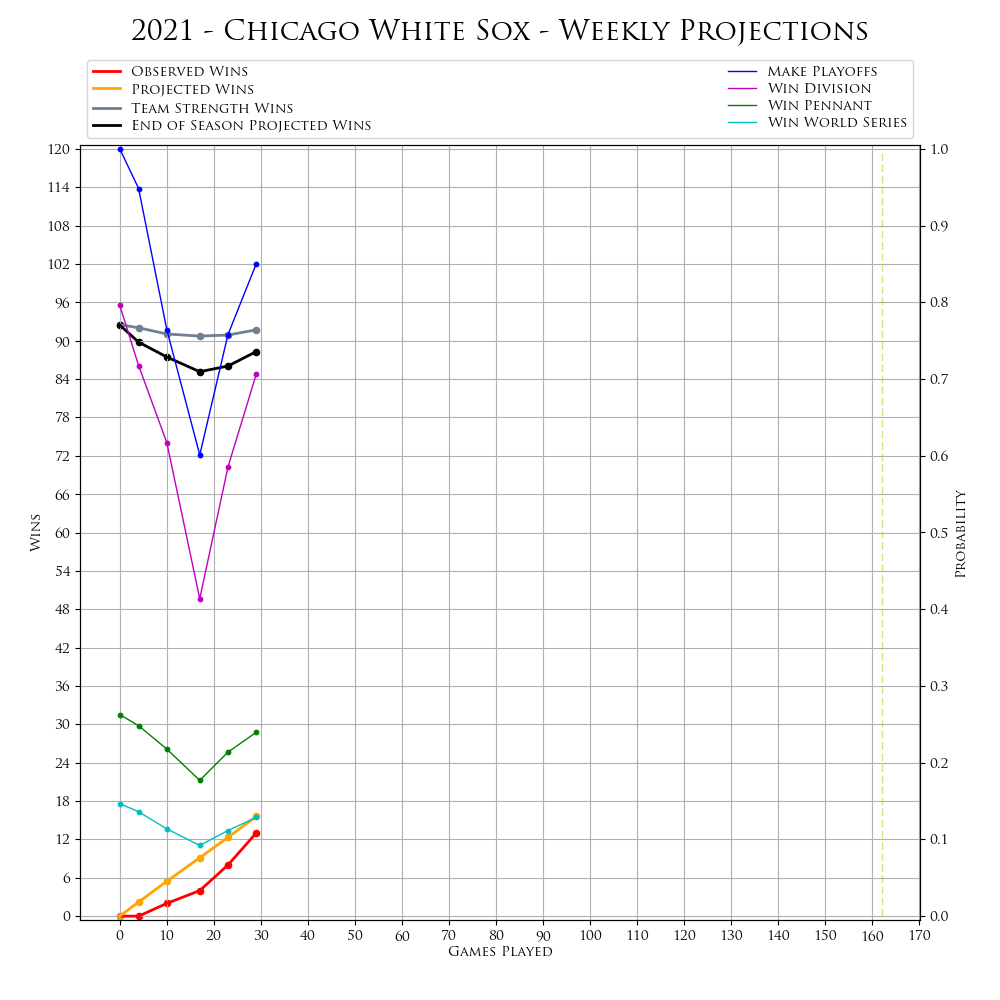 2021 - Chicago White Sox - Weekly Projections
Observed Wins
Projected Wins
Team Strength Wins
End of Season Projected Wins
Make Playoffs
Win Division
Win Pennant
Win World Series
120
114
108
102
96
90
84
78
72
66
60
54
48
42
36
30
24
18
12
6
0
Wins
1.0
0.9
0.8
0.7
0.6
0.5
0.4
0.3
0.2
0.1
0.0
Probability
0 10 20 30 40 50 60 70 80 90 100 110 120 130 140 150 160 170
Games Played